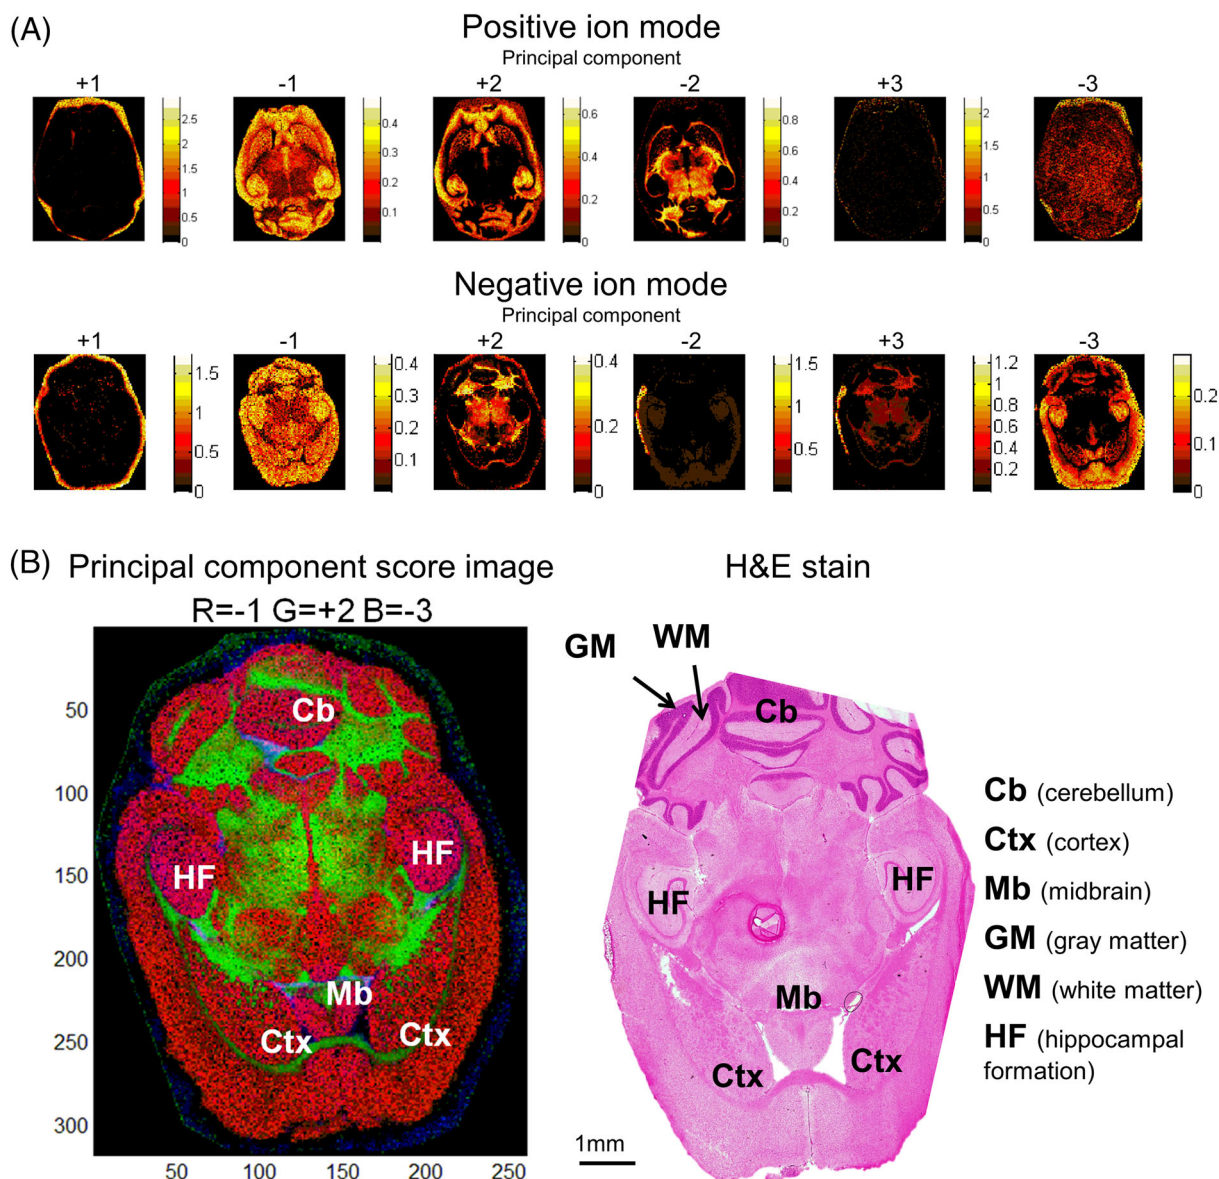 (A)
Positive ion mode
Principal component
+1 -1 +2 -2 +3 -3
2.5 2 1.5 1 0.5 0
0.4 0.3 0.2 0.1
0.6 0.4 0.2 0
0.8 0.6 0.4 0.2 0
2 1.5 1 0.5 0
Negative ion mode
Principal component
+1 -1 +2 -2 +3 -3
1.5 1 0.5 0
0.4 0.3 0.2 0.1
0.4 0.2 0
1.5 1 0.5
1.2 1.0 0.8 0.6 0.4 0.2
0.2 0.1 0
(B) Principal component score image
R=-1 G=+2 B=-3
50
100
150
200
250
300
50 100 150 200 250
Cb
HF HF
Mb
Ctx Ctx
H&E stain
GM WM
Cb
HF HF
Mb
Ctx Ctx
1mm
Cb (cerebellum)
Ctx (cortex)
Mb (midbrain)
GM (gray matter)
WM (white matter)
HF (hippocampal
formation)